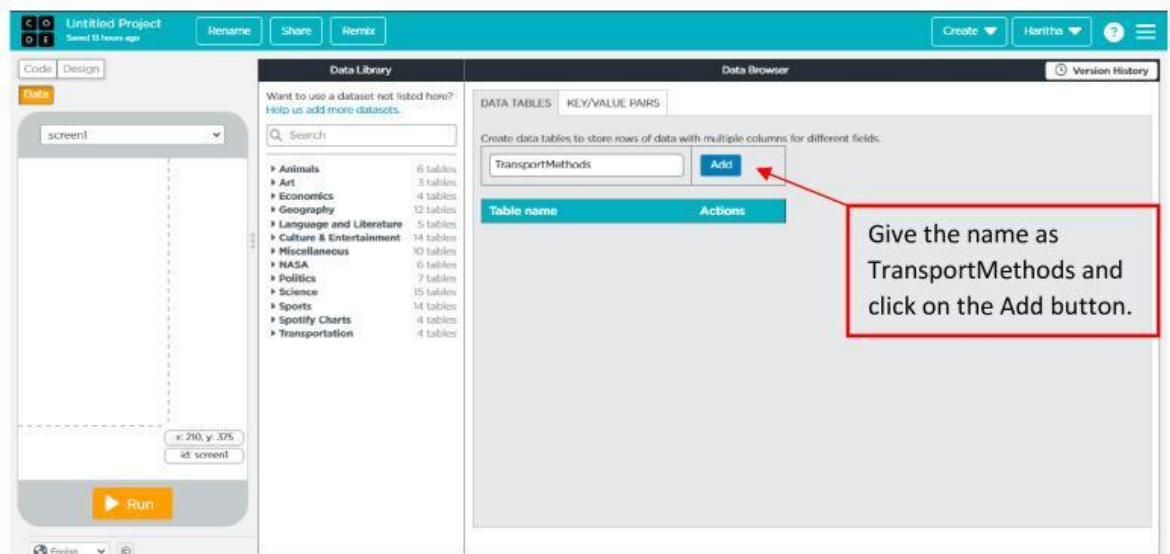 C O
D E
Untitled Project
Saved 13 hours ago
Rename
Share
Remix
Create
Haritha
?
Code
Design
Data
screen1
x: 210, y: 375
id: screen1
Run
English
©
Data Library
Want to use a dataset not listed here?
Help us add more datasets.
Search
Animals 6 tables
Art 3 tables
Economics 4 tables
Geography 12 tables
Language and Literature 5 tables
Culture & Entertainment 14 tables
Miscellaneous 10 tables
NASA 6 tables
Politics 7 tables
Science 15 tables
Sports 14 tables
Spotify Charts 4 tables
Transportation 4 tables
Data Browser
Version History
DATA TABLES KEY/VALUE PAIRS
Create data tables to store rows of data with multiple columns for different fields.
TransportMethods
Add
Table name Actions
Give the name as
TransportMethods and
click on the Add button.